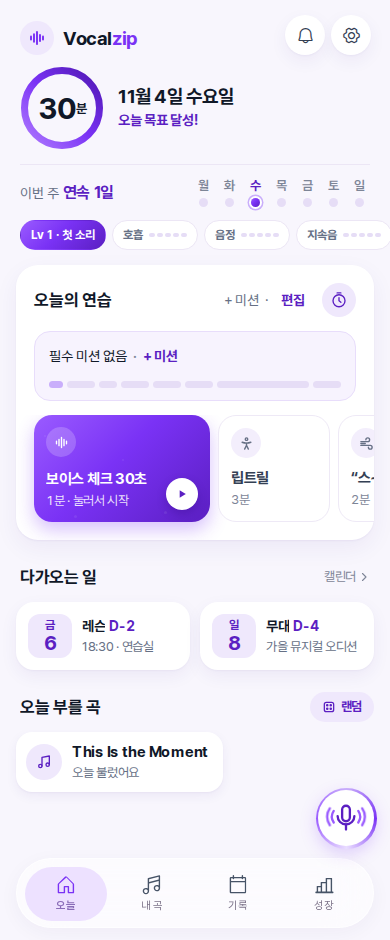 Vocalzip
30분
11월 4일 수요일
오늘 목표 달성!
이번 주 연속 1일
월 화 수 목 금 토 일
Lv 1 · 첫 소리 호흡 음정 지속음
오늘의 연습
+ 미션 · 편집
필수 미션 없음 · + 미션
보이스 체크 30초
1분 · 눌러서 시작
립트릴
3분
2분
다가오는 일
캘린더
금
6
레슨 D-2
18:30 · 연습실
일
8
무대 D-4
가을 뮤지컬 오디션
오늘 부를 곡
랜덤
This Is the Moment
오늘 불렀어요
오늘 내 곡 기록 성장